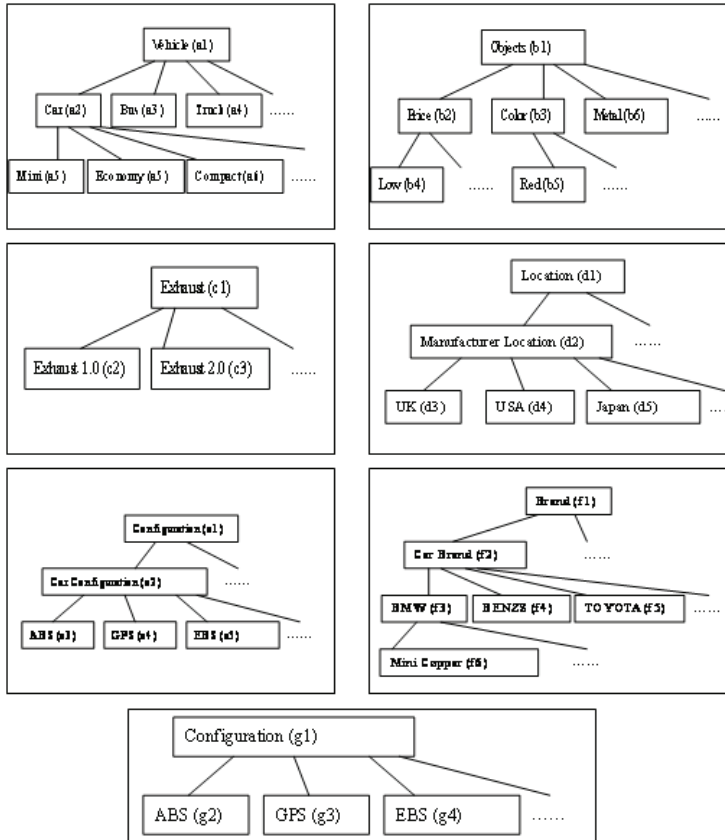 Vehicle (a1)
Car (a2)
Bus (a3)
Truck (a4)
......
Mini (a5)
Economy (a5)
Compact (a6)
......
Objects (b1)
Price (b2)
Color (b3)
Metal (b6)
......
Low (b4)
......
Red (b5)
......
Exhaust (c1)
Exhaust 1.0 (c2)
Exhaust 2.0 (c3)
......
Location (d1)
Manufacturer Location (d2)
......
UK (d3)
USA (d4)
Japan (d5)
......
Configuration (e1)
Car Configuration (e2)
......
ABS (e3)
GPS (e4)
EBS (e5)
......
Brand (f1)
Car Brand (f2)
......
BMW (f3)
BENZS (f4)
TOYOTA (f5)
......
Mini Copper (f6)
......
Configuration (g1)
ABS (g2)
GPS (g3)
EBS (g4)
......